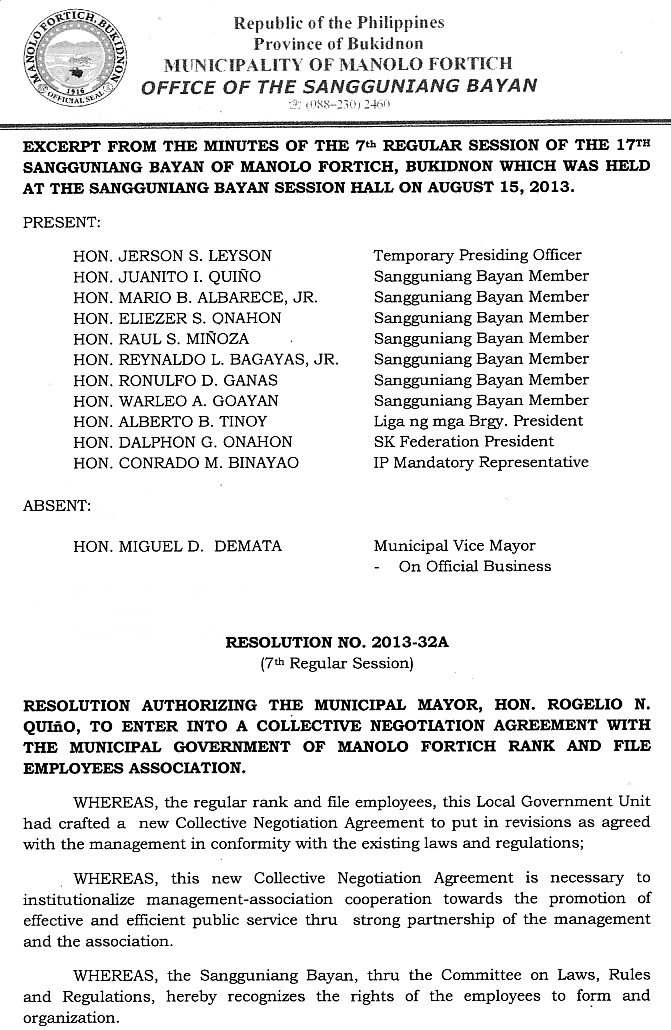 MANOLO FORTICH, BUKIDNON
1916
OFFICIAL SEAL
Republic of the Philippines
Province of Bukidnon
MUNICIPALITY OF MANOLO FORTICH
OFFICE OF THE SANGGUNIANG BAYAN
☏: (088–230) 2460
EXCERPT FROM THE MINUTES OF THE 7th REGULAR SESSION OF THE 17TH
SANGGUNIANG BAYAN OF MANOLO FORTICH, BUKIDNON WHICH WAS HELD
AT THE SANGGUNIANG BAYAN SESSION HALL ON AUGUST 15, 2013.
PRESENT:
HON. JERSON S. LEYSON Temporary Presiding Officer
HON. JUANITO I. QUIÑO Sangguniang Bayan Member
HON. MARIO B. ALBARECE, JR. Sangguniang Bayan Member
HON. ELIEZER S. ONAHON Sangguniang Bayan Member
HON. RAUL S. MIÑOZA Sangguniang Bayan Member
HON. REYNALDO L. BAGAYAS, JR. Sangguniang Bayan Member
HON. RONULFO D. GANAS Sangguniang Bayan Member
HON. WARLEO A. GOAYAN Sangguniang Bayan Member
HON. ALBERTO B. TINOY Liga ng mga Brgy. President
HON. DALPHON G. ONAHON SK Federation President
HON. CONRADO M. BINAYAO IP Mandatory Representative
ABSENT:
HON. MIGUEL D. DEMATA Municipal Vice Mayor
- On Official Business
RESOLUTION NO. 2013-32A
(7th Regular Session)
RESOLUTION AUTHORIZING THE MUNICIPAL MAYOR, HON. ROGELIO N.
QUIñO, TO ENTER INTO A COLLECTIVE NEGOTIATION AGREEMENT WITH
THE MUNICIPAL GOVERNMENT OF MANOLO FORTICH RANK AND FILE
EMPLOYEES ASSOCIATION.
WHEREAS, the regular rank and file employees, this Local Government Unit
had crafted a new Collective Negotiation Agreement to put in revisions as agreed
with the management in conformity with the existing laws and regulations;
WHEREAS, this new Collective Negotiation Agreement is necessary to
institutionalize management-association cooperation towards the promotion of
effective and efficient public service thru strong partnership of the management
and the association.
WHEREAS, the Sangguniang Bayan, thru the Committee on Laws, Rules
and Regulations, hereby recognizes the rights of the employees to form and
organization.